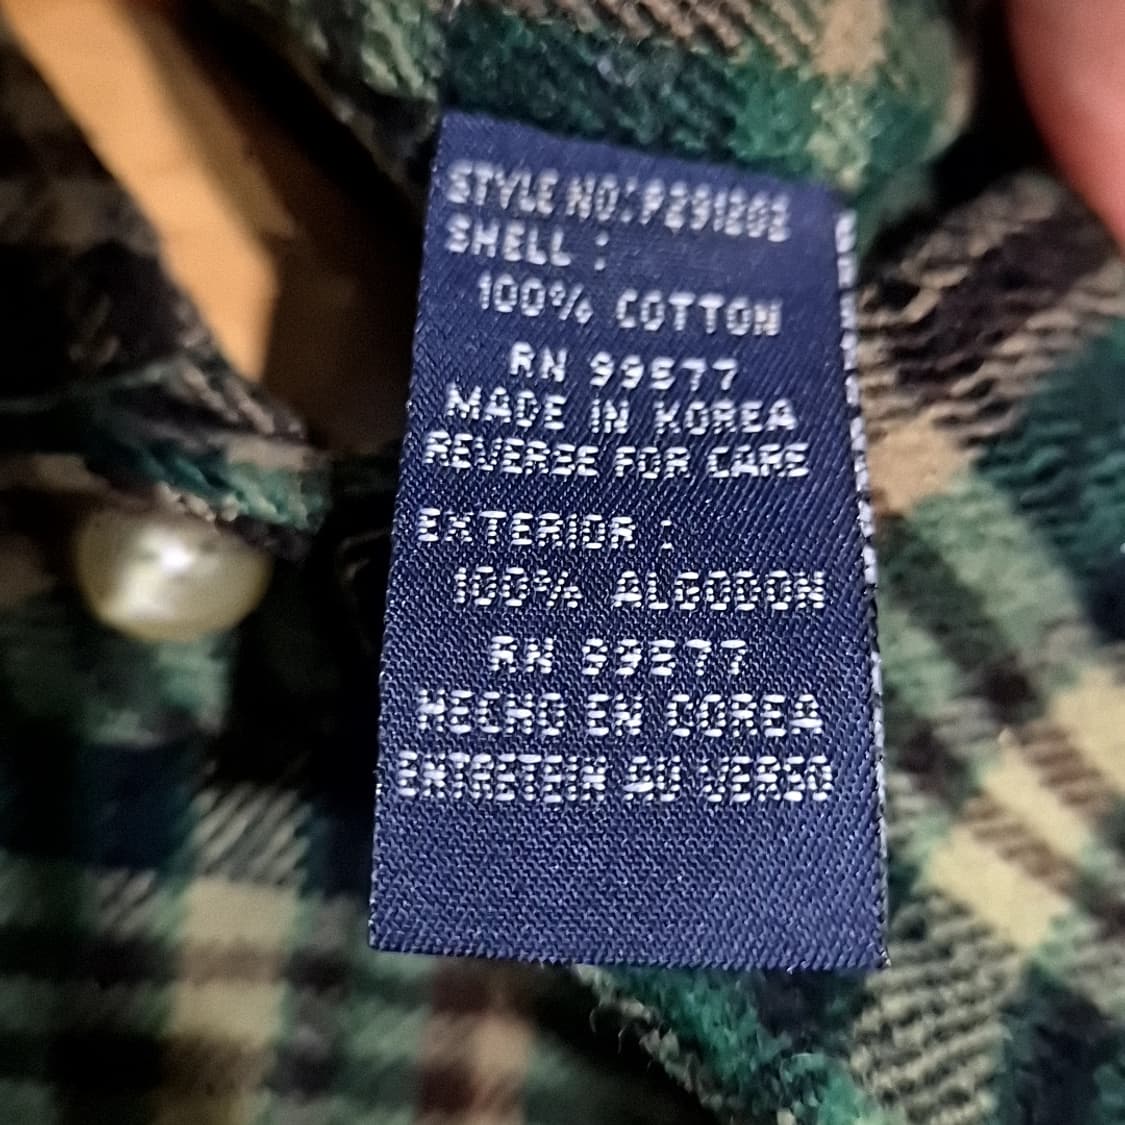 STYLE NO:P291202
SHELL :
100% COTTON
RN 99577
MADE IN KOREA
REVERSE FOR CARE
EXTERIOR :
100% ALGODON
RN 99577
HECHO EN COREA
ENTRETEIN AU VERSO